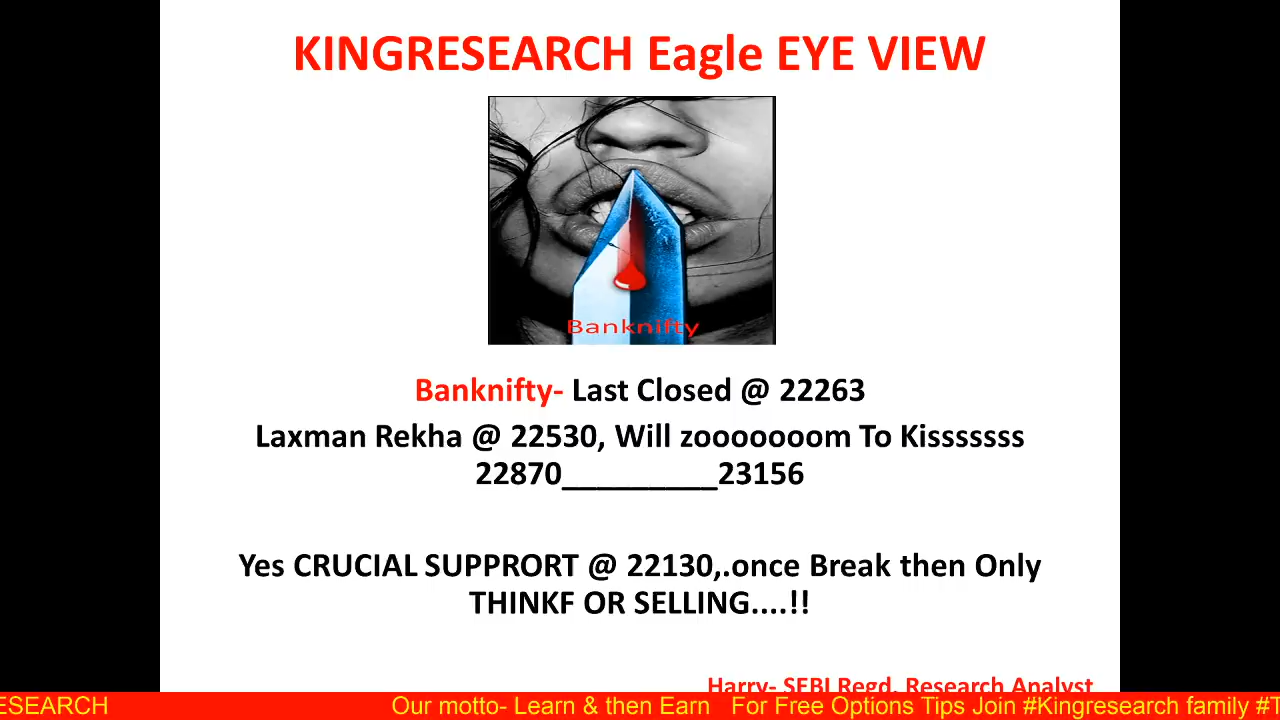 KINGRESEARCH Eagle EYE VIEW
Banknifty
Banknifty- Last Closed @ 22263
Laxman Rekha @ 22530, Will zooooooom To Kisssssss
22870_________23156
Yes CRUCIAL SUPPRORT @ 22130,.once Break then Only
THINKF OR SELLING....!!
Harry- SEBI Regd. Research Analyst
ESEARCH Our motto- Learn & then Earn For Free Options Tips Join #Kingresearch family #T